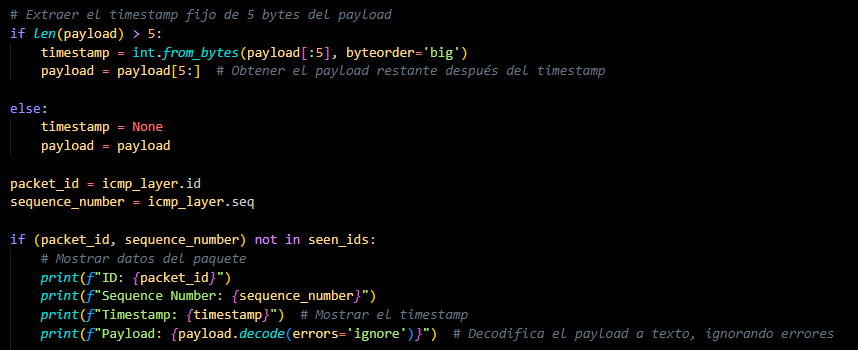 # Extraer el timestamp fijo de 5 bytes del payload
if len(payload) > 5:
    timestamp = int.from_bytes(payload[:5], byteorder='big')
    payload = payload[5:]  # Obtener el payload restante después del timestamp

else:
    timestamp = None
    payload = payload

packet_id = icmp_layer.id
sequence_number = icmp_layer.seq

if (packet_id, sequence_number) not in seen_ids:
    # Mostrar datos del paquete
    print(f"ID: {packet_id}")
    print(f"Sequence Number: {sequence_number}")
    print(f"Timestamp: {timestamp}")  # Mostrar el timestamp
    print(f"Payload: {payload.decode(errors='ignore')}")  # Decodifica el payload a texto, ignorando errores